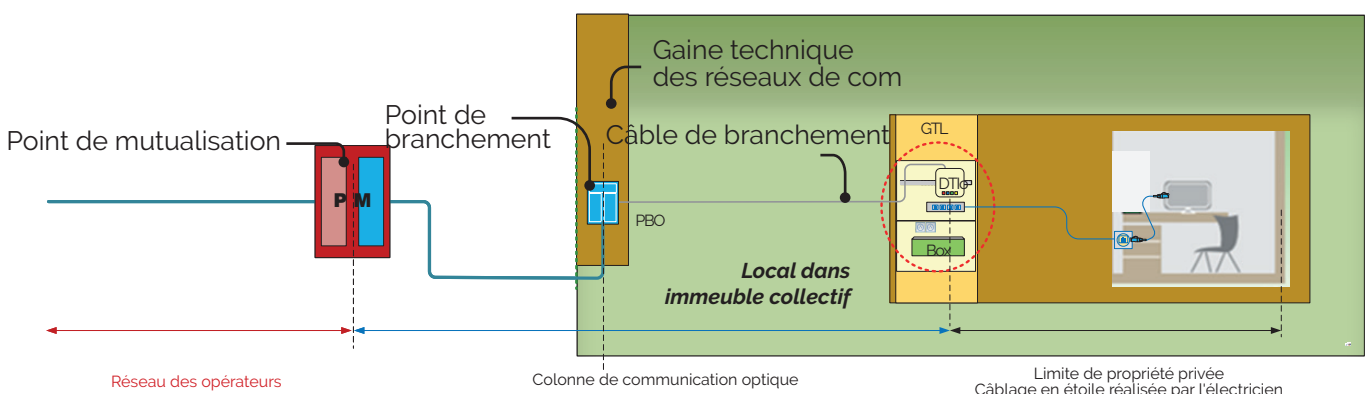 Gaine technique
des réseaux de com
Point de
branchement
Point de mutualisation
Câble de branchement
GTL
P M
DTIo
PBO
Box
Local dans
immeuble collectif
Réseau des opérateurs
Colonne de communication optique
Limite de propriété privée
Câblage en étoile réalisée par l'électricien